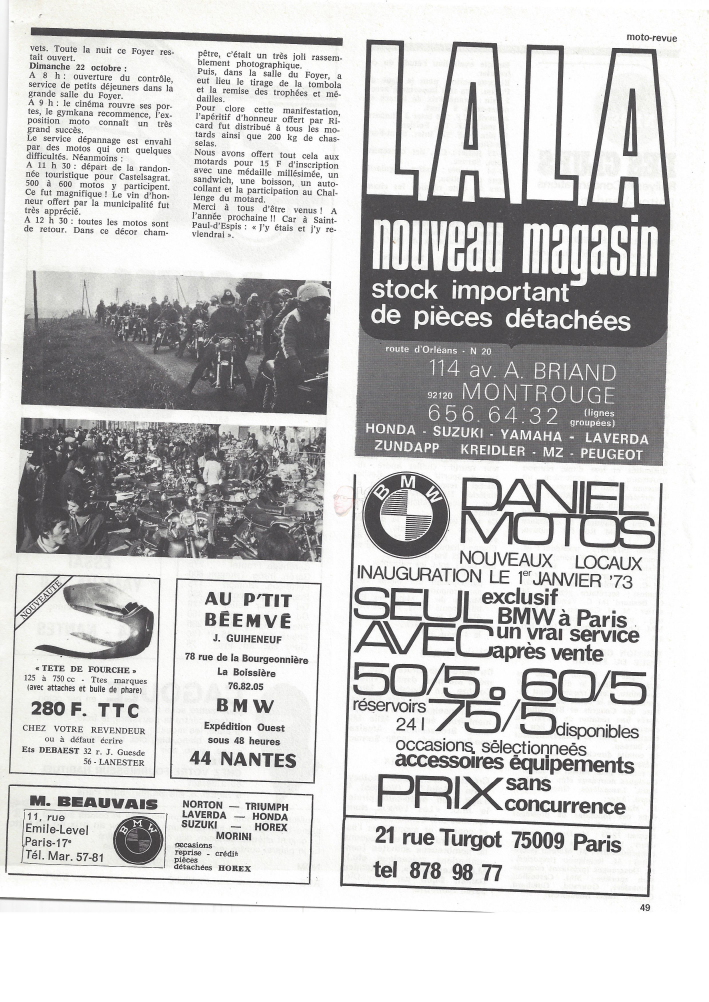 moto-revue
vets. Toute la nuit ce Foyer res-
tait ouvert.
Dimanche 22 octobre :
A 8 h : ouverture du contrôle,
service de petits déjeuners dans la
grande salle du Foyer.
A 9 h : le cinéma rouvre ses por-
tes, le gymkana recommence, l'ex-
position moto connaît un très
grand succès.
Le service dépannage est envahi
par des motos qui ont quelques
difficultés. Néanmoins :
A 11 h 30 : départ de la randon-
née touristique pour Castelsagrat.
500 à 600 motos y participent.
Ce fut magnifique ! Le vin d'hon-
neur offert par la municipalité fut
très apprécié.
A 12 h 30 : toutes les motos sont
de retour. Dans ce décor cham-
pêtre, c'était un très joli rassem-
blement photographique.
Puis, dans la salle du Foyer, a
eut lieu le tirage de la tombola
et la remise des trophées et mé-
dailles.
Pour clore cette manifestation,
l'apéritif d'honneur offert par Ri-
card fut distribué à tous les mo-
tards ainsi que 200 kg de chas-
selas.
Nous avons offert tout cela aux
motards pour 15 F d'inscription
avec une médaille millésimée, un
sandwich, une boisson, un auto-
collant et la participation au Chal-
lenge du motard.
Merci à tous d'être venus ! A
l'année prochaine !! Car à Saint-
Paul-d'Espis : « J'y étais et j'y re-
viendrai ».
LALA
nouveau magasin
stock important
de pièces détachées
route d'Orléans - N 20
114 av. A. BRIAND
92120 MONTROUGE
656.64.32 (lignes
groupées)
HONDA - SUZUKI - YAMAHA - LAVERDA
ZUNDAPP KREIDLER - MZ - PEUGEOT
BMW
DANIEL
MOTOS
NOUVEAUX LOCAUX
INAUGURATION LE 1er JANVIER '73
SEUL exclusif
BMW à Paris
AVEC un vrai service
après vente
50/5. 60/5
réservoirs
24 l 75/5 disponibles
occasions sélectionneés
accessoires équipements
PRIX sans
concurrence
21 rue Turgot 75009 Paris
tel 878 98 77
NOUVEAUTÉ
« TETE DE FOURCHE »
125 à 750 cc - Ttes marques
(avec attaches et bulle de phare)
280 F. TTC
CHEZ VOTRE REVENDEUR
ou à défaut écrire
Ets DEBAEST 32 r. J. Guesde
56 - LANESTER
AU P'TIT
BÉEMVÉ
J. GUIHENEUF
78 rue de la Bourgeonnière
La Boissière
76.82.05
BMW
Expédition Ouest
sous 48 heures
44 NANTES
M. BEAUVAIS
11, rue
Emile-Level
Paris-17e
Tél. Mar. 57-81
BMW
NORTON — TRIUMPH
LAVERDA — HONDA
SUZUKI — HOREX
MORINI
occasions
reprise - crédit
pièces
détachées HOREX
49